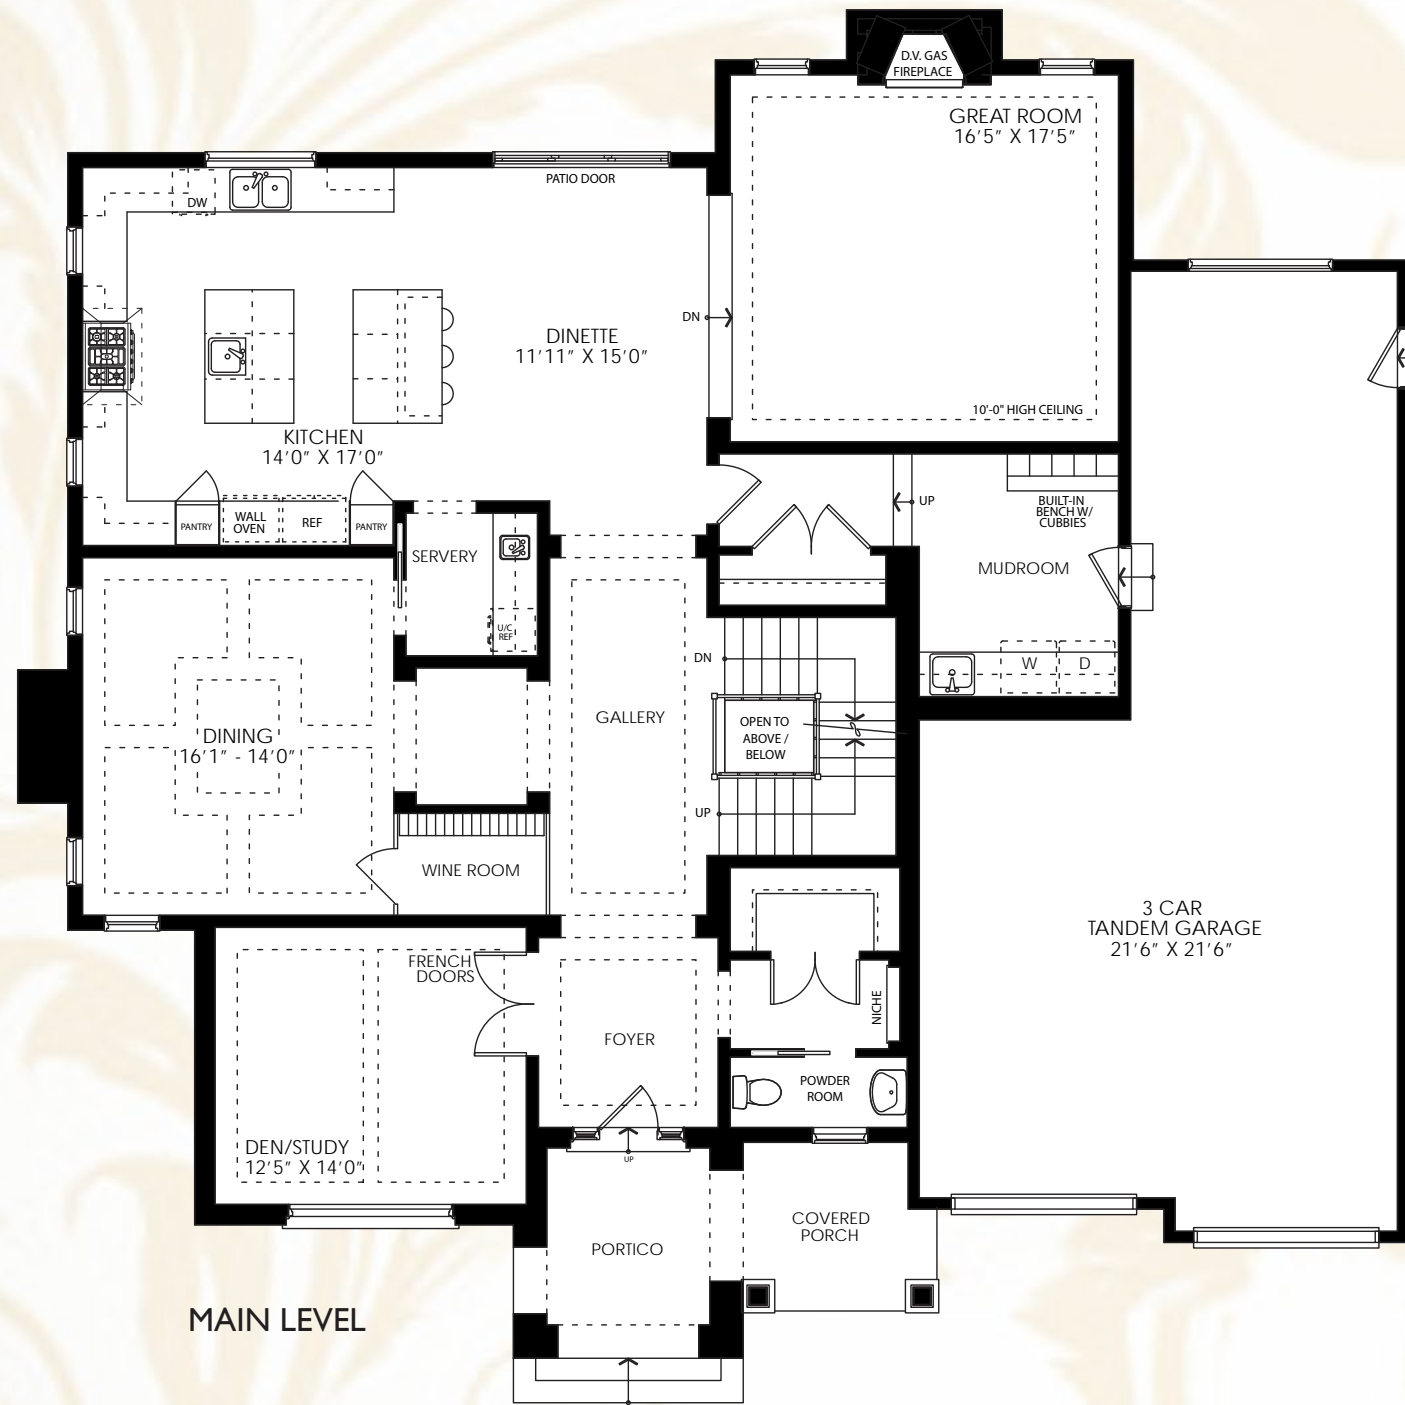 D.V. GAS
FIREPLACE
GREAT ROOM
16'5" X 17'5"
10'-0" HIGH CEILING
PATIO DOOR
DW
DN
DINETTE
11'11" X 15'0"
KITCHEN
14'0" X 17'0"
PANTRY
WALL
OVEN
REF
PANTRY
SERVERY
U/C
REF
UP
BUILT-IN
BENCH W/
CUBBIES
MUDROOM
W
D
DN
GALLERY
OPEN TO
ABOVE /
BELOW
UP
DINING
16'1" - 14'0"
WINE ROOM
3 CAR
TANDEM GARAGE
21'6" X 21'6"
FRENCH
DOORS
FOYER
NICHE
POWDER
ROOM
DEN/STUDY
12'5" X 14'0"
UP
PORTICO
COVERED
PORCH
MAIN LEVEL